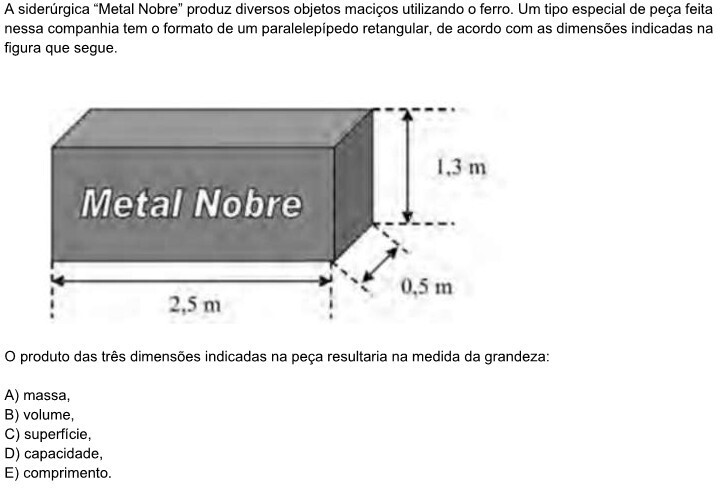 A siderúrgica “Metal Nobre” produz diversos objetos maciços utilizando o ferro. Um tipo especial de peça feita
nessa companhia tem o formato de um paralelepípedo retangular, de acordo com as dimensões indicadas na
figura que segue.
Metal Nobre
1,3 m
0,5 m
2,5 m
O produto das três dimensões indicadas na peça resultaria na medida da grandeza:
A) massa,
B) volume,
C) superfície,
D) capacidade,
E) comprimento.